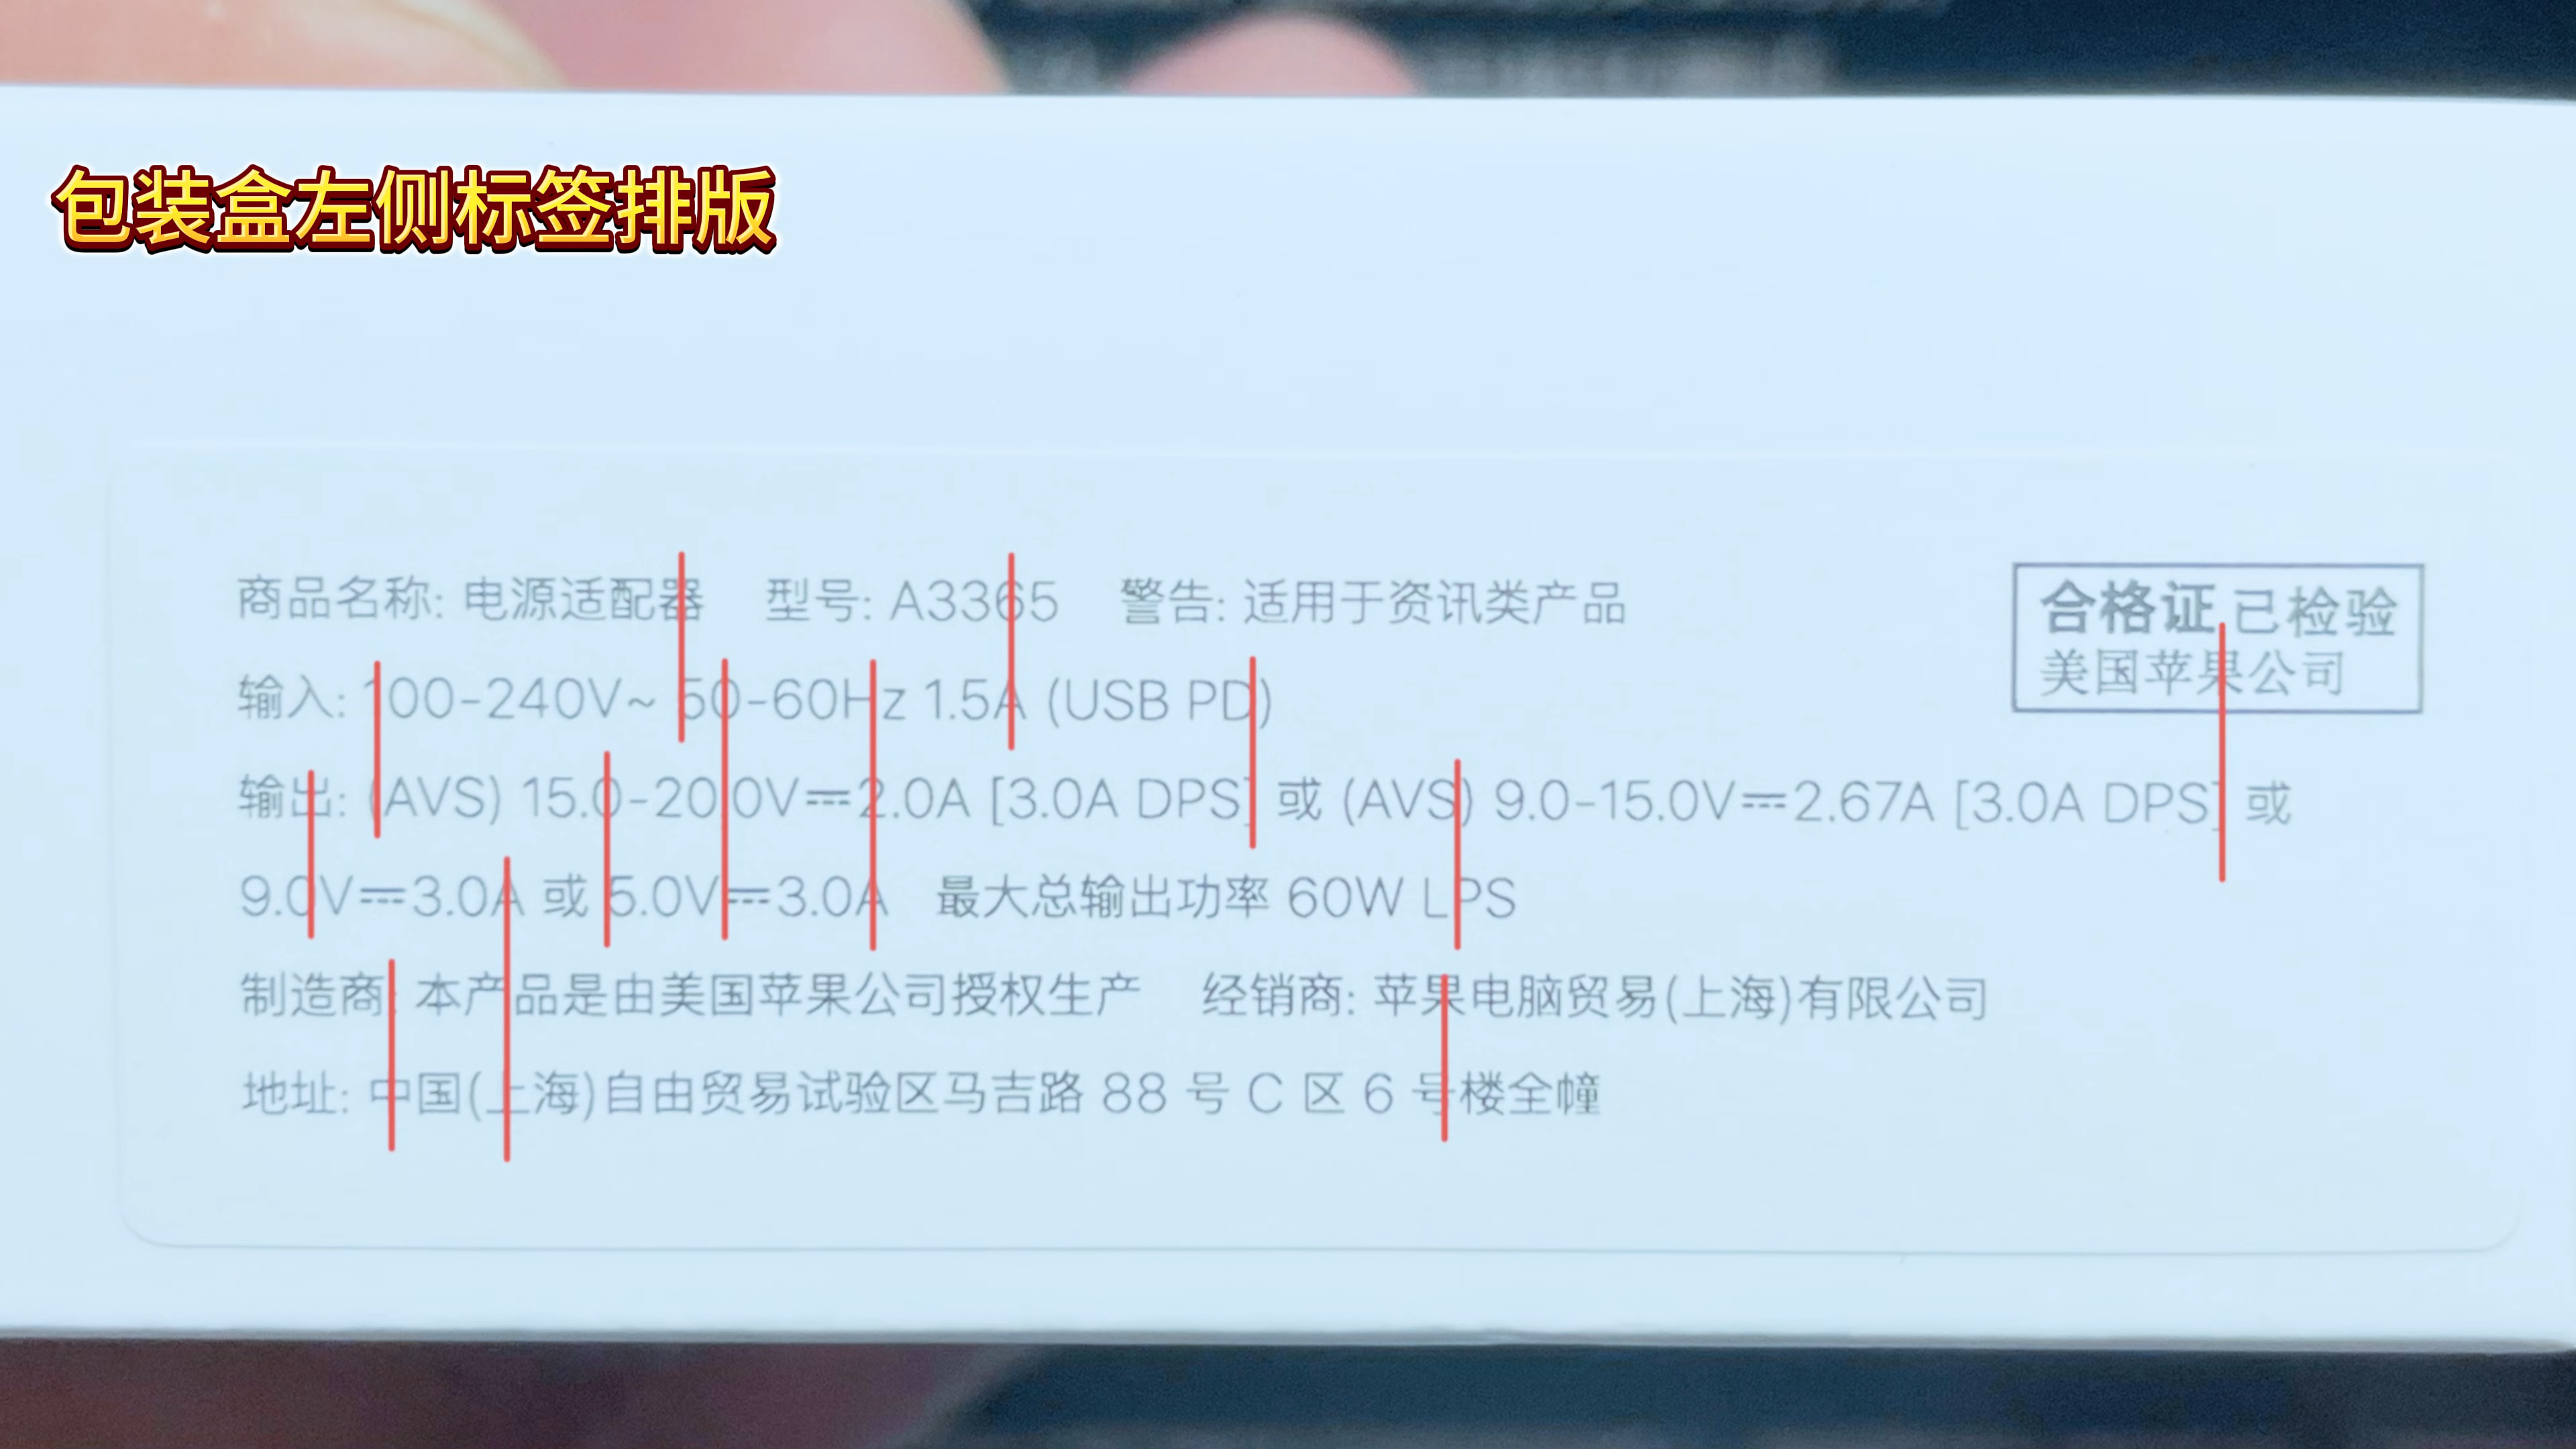 包装盒左侧标签排版
商品名称: 电源适配器 型号: A3365 警告: 适用于资讯类产品
合格证 已检验
美国苹果公司
输入: 100-240V~ 50-60Hz 1.5A (USB PD)
输出: (AVS) 15.0-20.0V⎓2.0A [3.0A DPS] 或 (AVS) 9.0-15.0V⎓2.67A [3.0A DPS] 或
9.0V⎓3.0A 或 5.0V⎓3.0A 最大总输出功率 60W LPS
制造商: 本产品是由美国苹果公司授权生产 经销商: 苹果电脑贸易(上海)有限公司
地址: 中国(上海)自由贸易试验区马吉路 88 号 C 区 6 号楼全幢